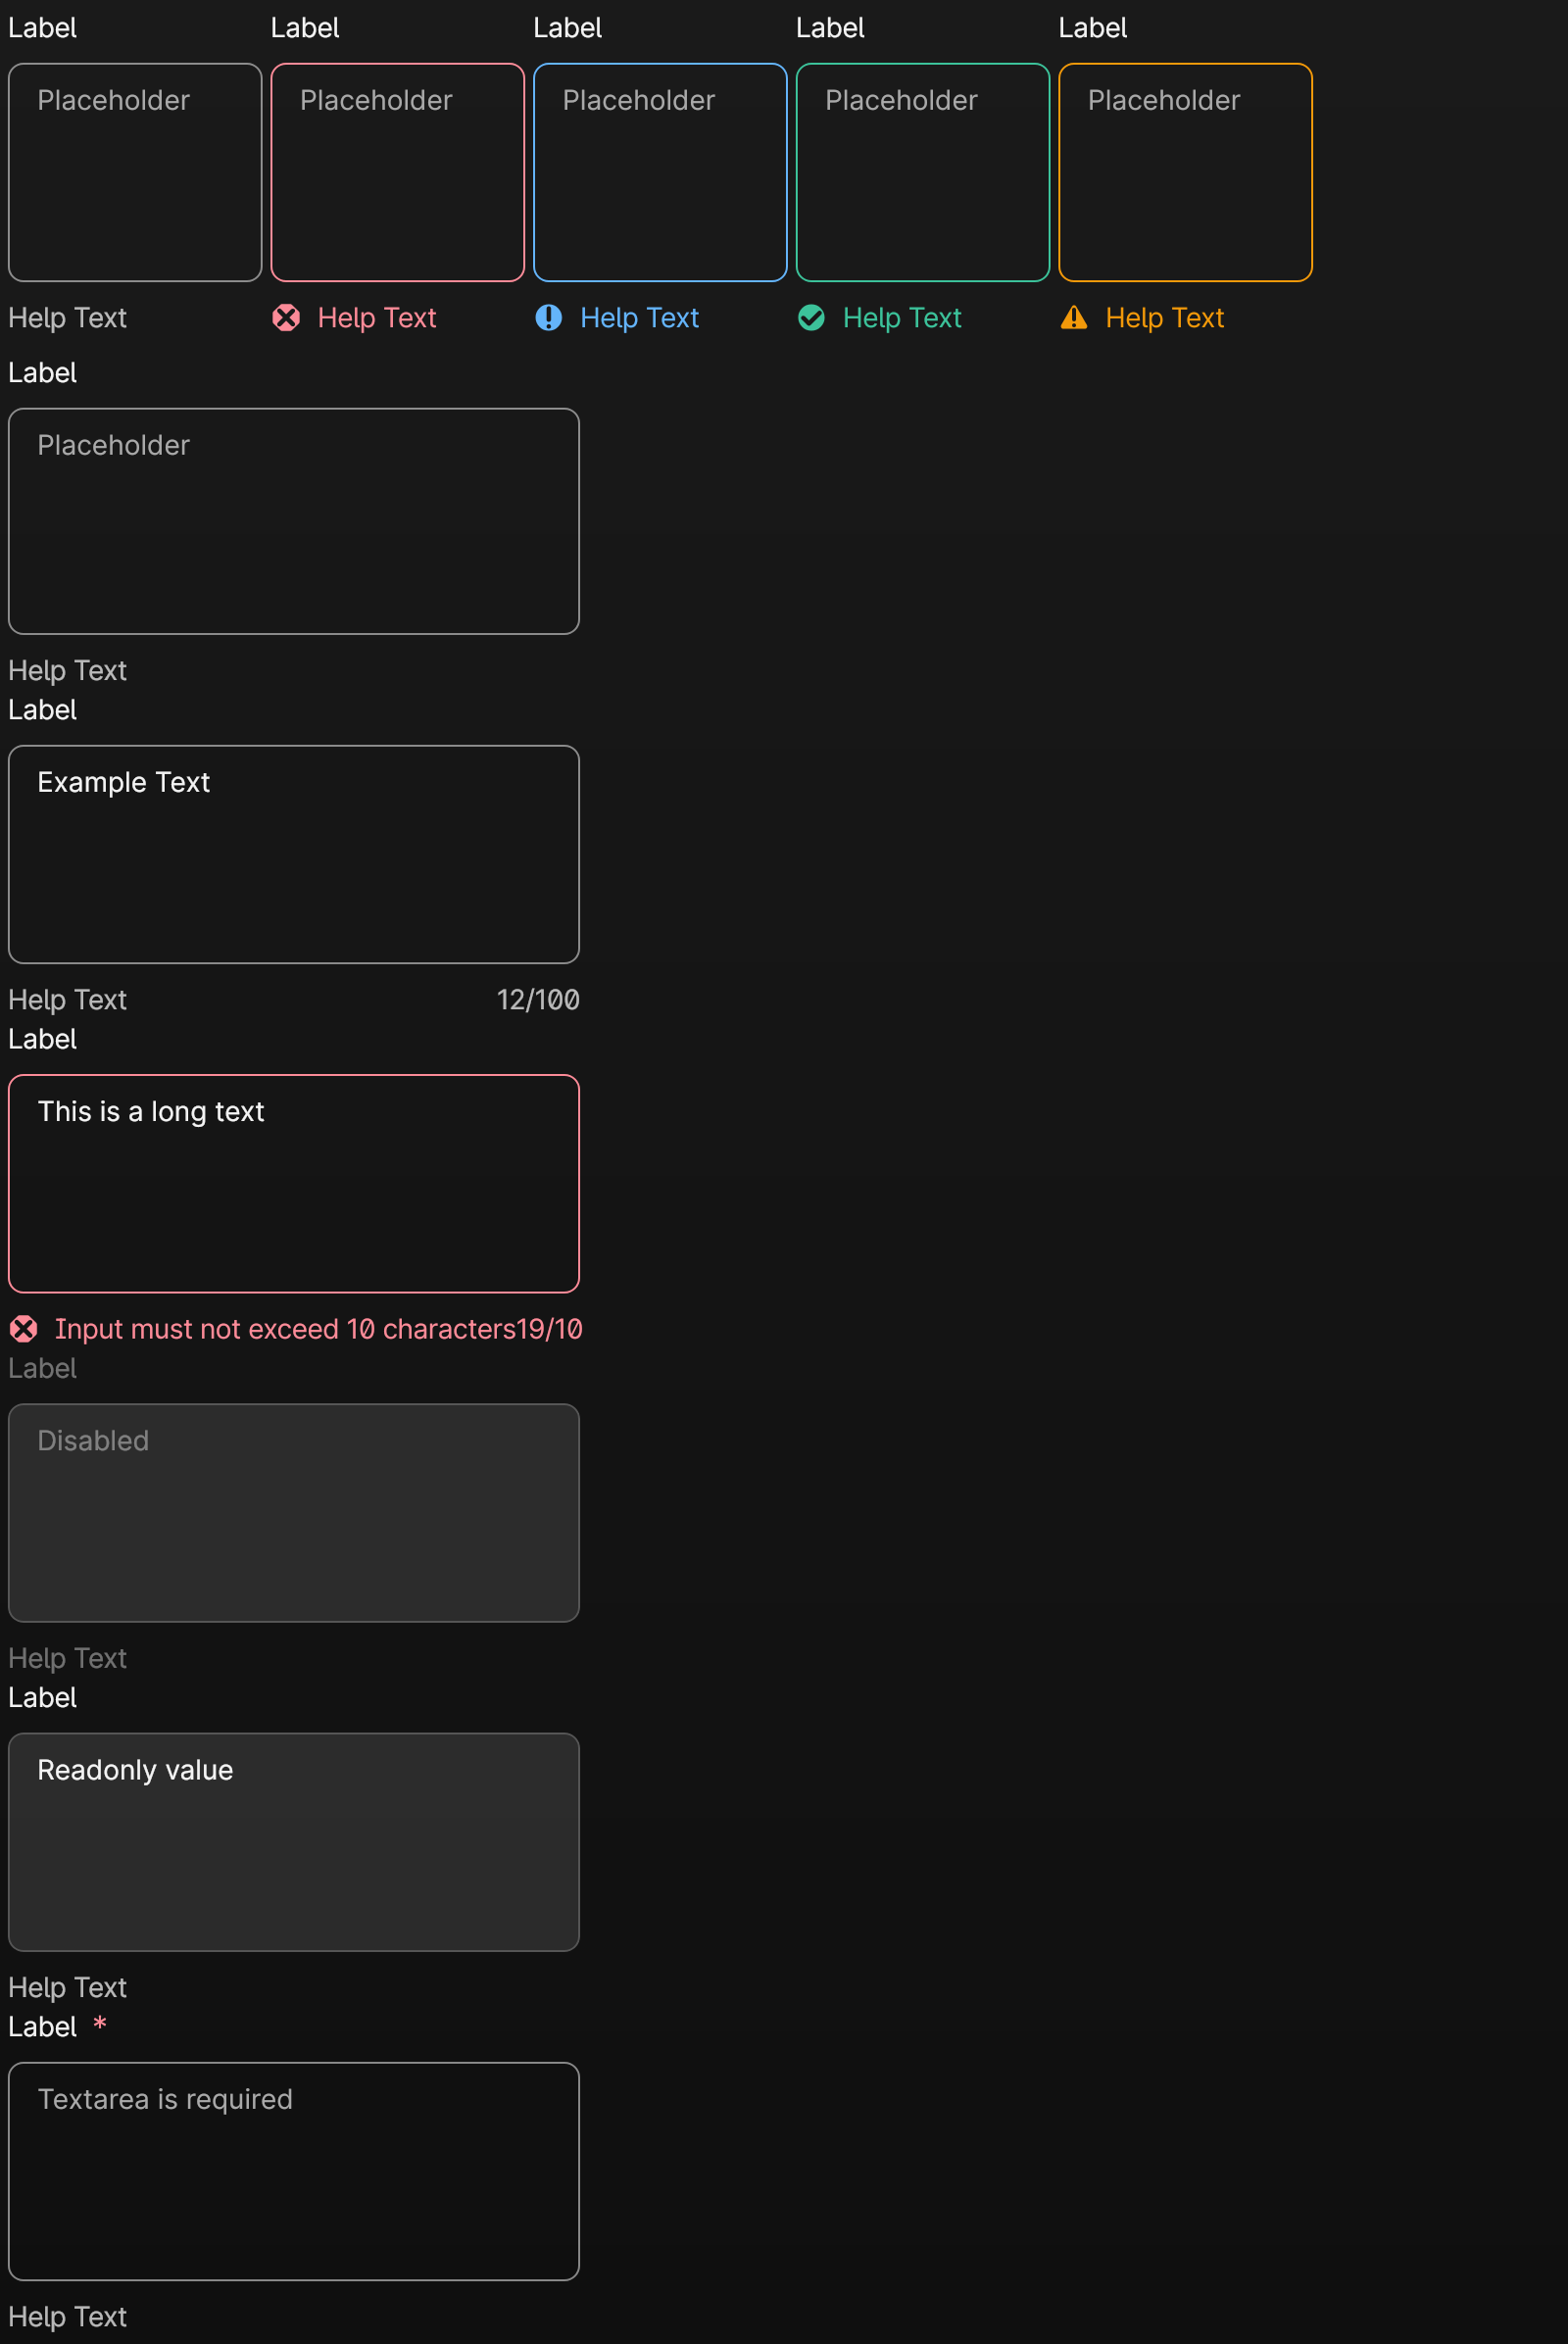 Label Label Label Label Label
Placeholder Placeholder Placeholder Placeholder Placeholder
Help Text Help Text Help Text Help Text Help Text
Label
Placeholder
Help Text
Label
Example Text
Help Text 12/100
Label
This is a long text
Input must not exceed 10 characters19/10
Label
Disabled
Help Text
Label
Readonly value
Help Text
Label *
Textarea is required
Help Text